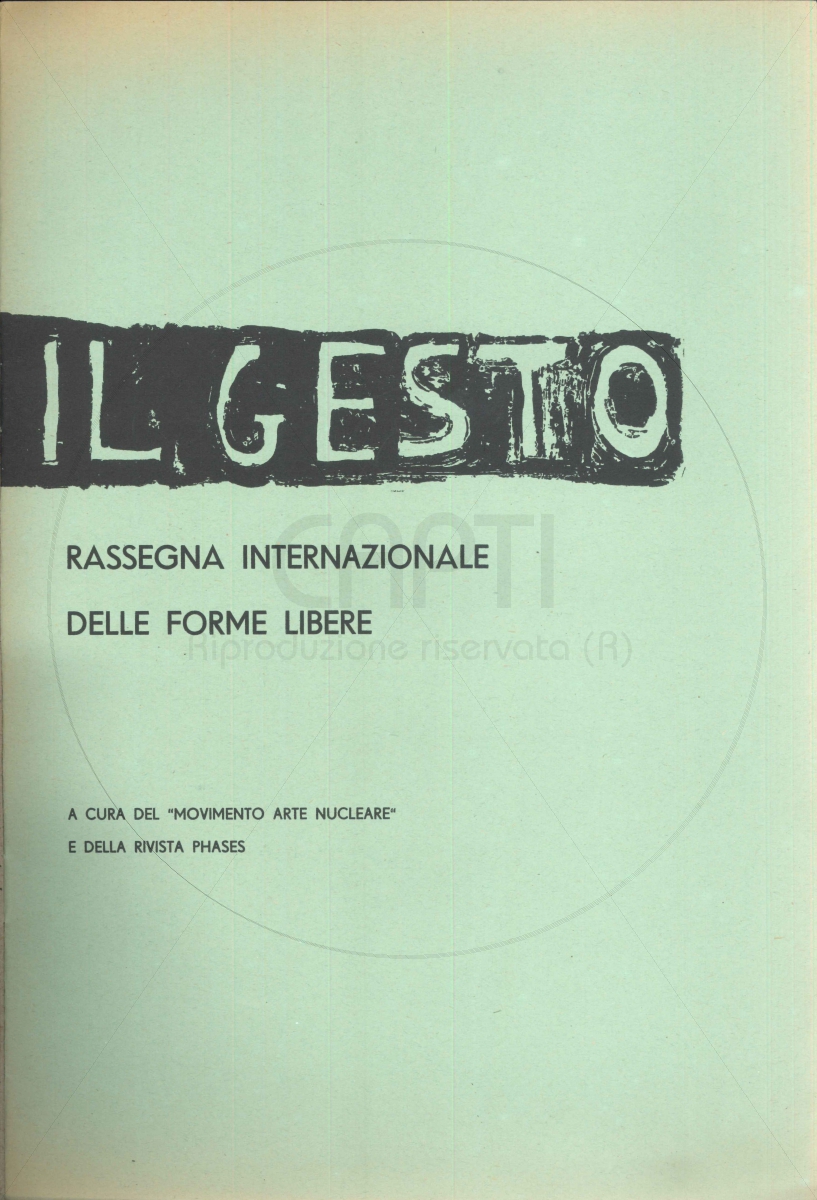 IL GESTO
RASSEGNA INTERNAZIONALE
DELLE FORME LIBERE
A CURA DEL "MOVIMENTO ARTE NUCLEARE"
E DELLA RIVISTA PHASES
CAPTI
Riproduzione riservata (R)